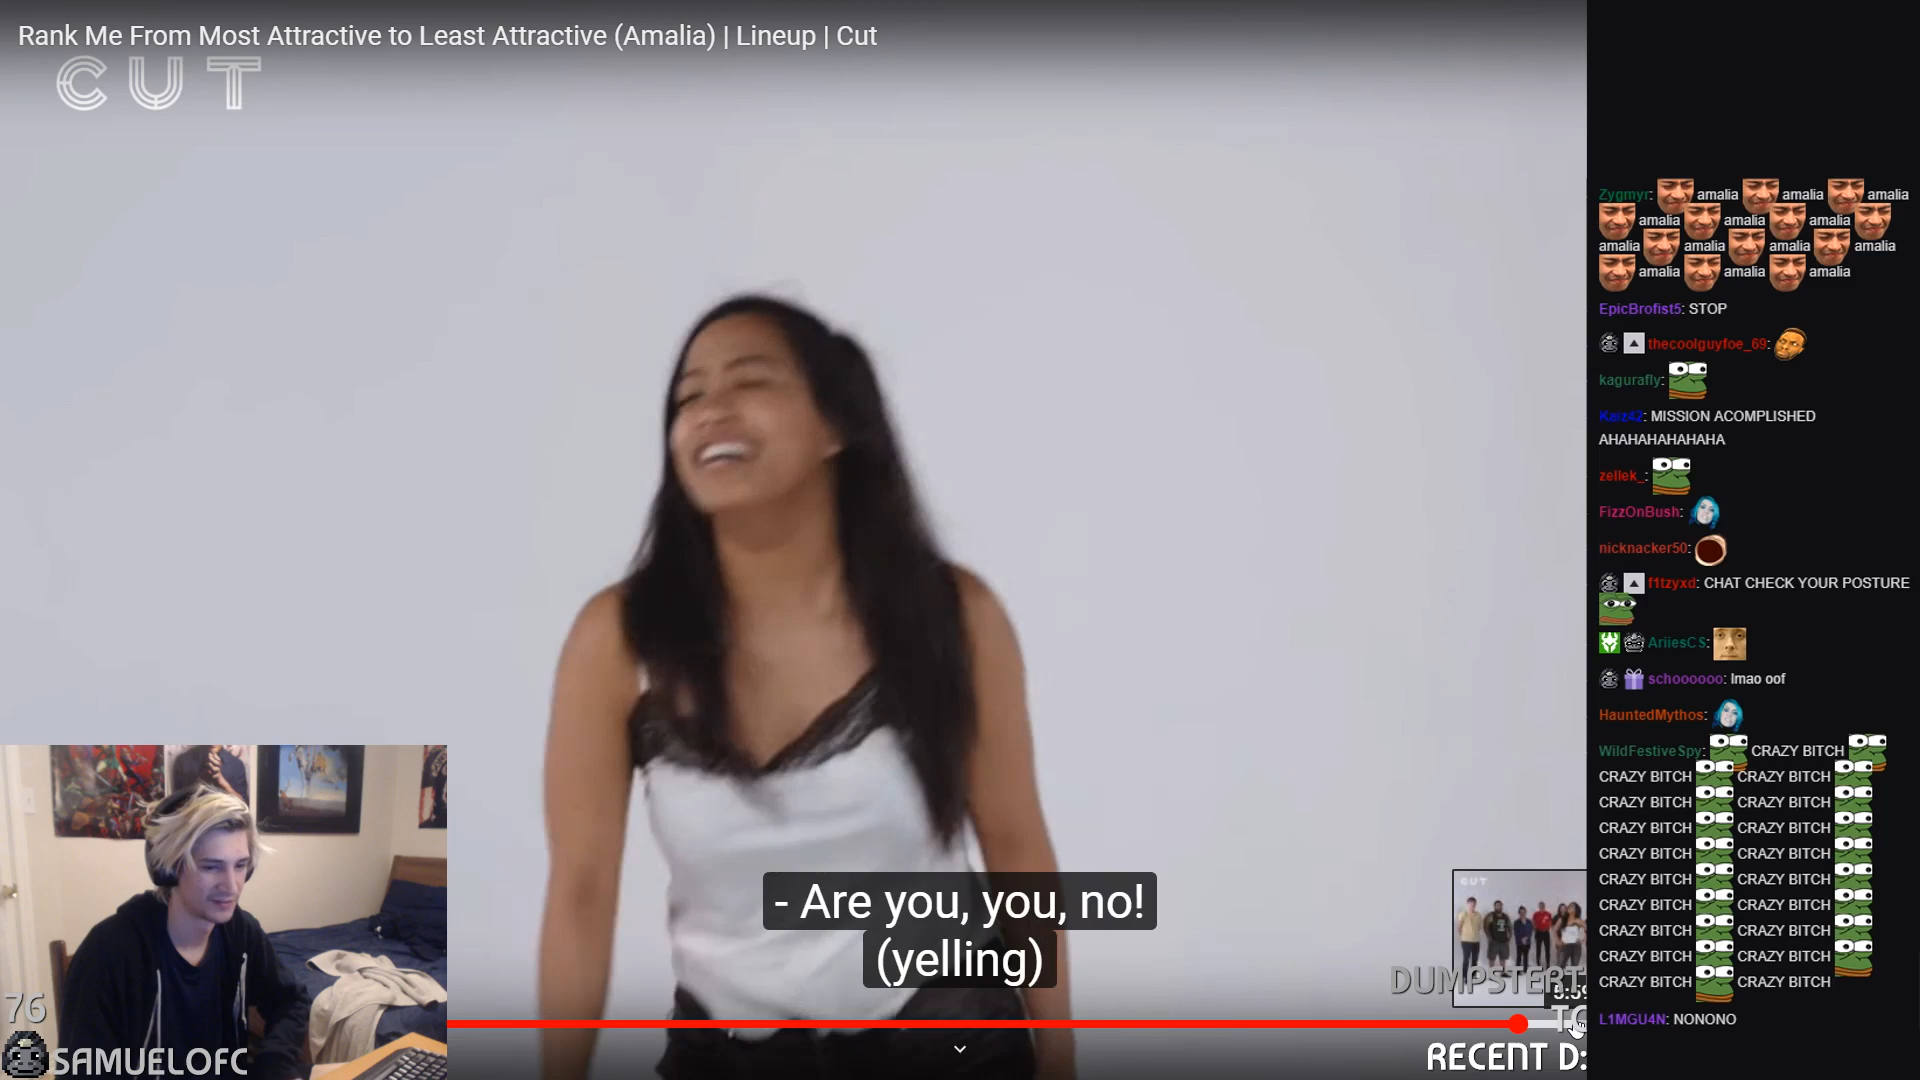 Rank Me From Most Attractive to Least Attractive (Amalia) | Lineup | Cut
CUT
- Are you, you, no!
(yelling)
CUT
DUMPSTERT
5:59
RECENT D:
76
SAMUELOFC
Zygmyr: amalia amalia amalia
amalia amalia amalia
amalia amalia amalia amalia
amalia amalia amalia
EpicBrofist5: STOP
thecoolguyfoe_69:
kagurafly:
Kaiz42: MISSION ACOMPLISHED
AHAHAHAHAHAHA
zellek_:
FizzOnBush:
nicknacker50:
f1tzyxd: CHAT CHECK YOUR POSTURE
AriiesCS:
schoooooo: lmao oof
HauntedMythos:
WildFestiveSpy: CRAZY BITCH
CRAZY BITCH CRAZY BITCH
CRAZY BITCH CRAZY BITCH
CRAZY BITCH CRAZY BITCH
CRAZY BITCH CRAZY BITCH
CRAZY BITCH CRAZY BITCH
CRAZY BITCH CRAZY BITCH
CRAZY BITCH CRAZY BITCH
CRAZY BITCH CRAZY BITCH
CRAZY BITCH CRAZY BITCH
L1MGU4N: NONONO